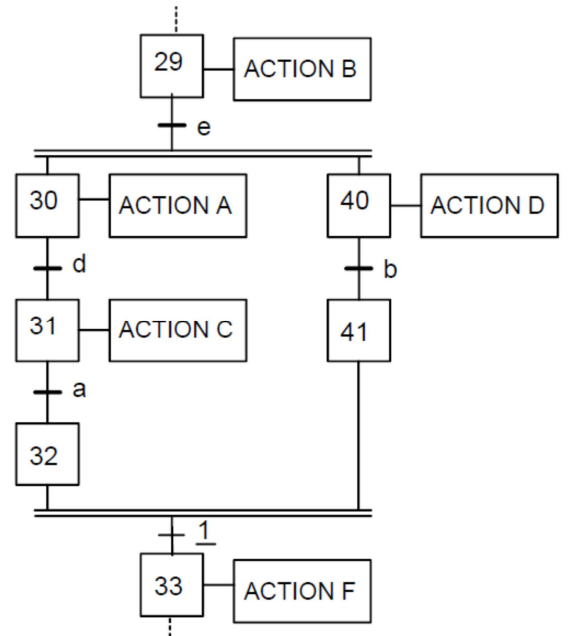 29
ACTION B
e
30
ACTION A
40
ACTION D
d
b
31
ACTION C
41
a
32
1
33
ACTION F